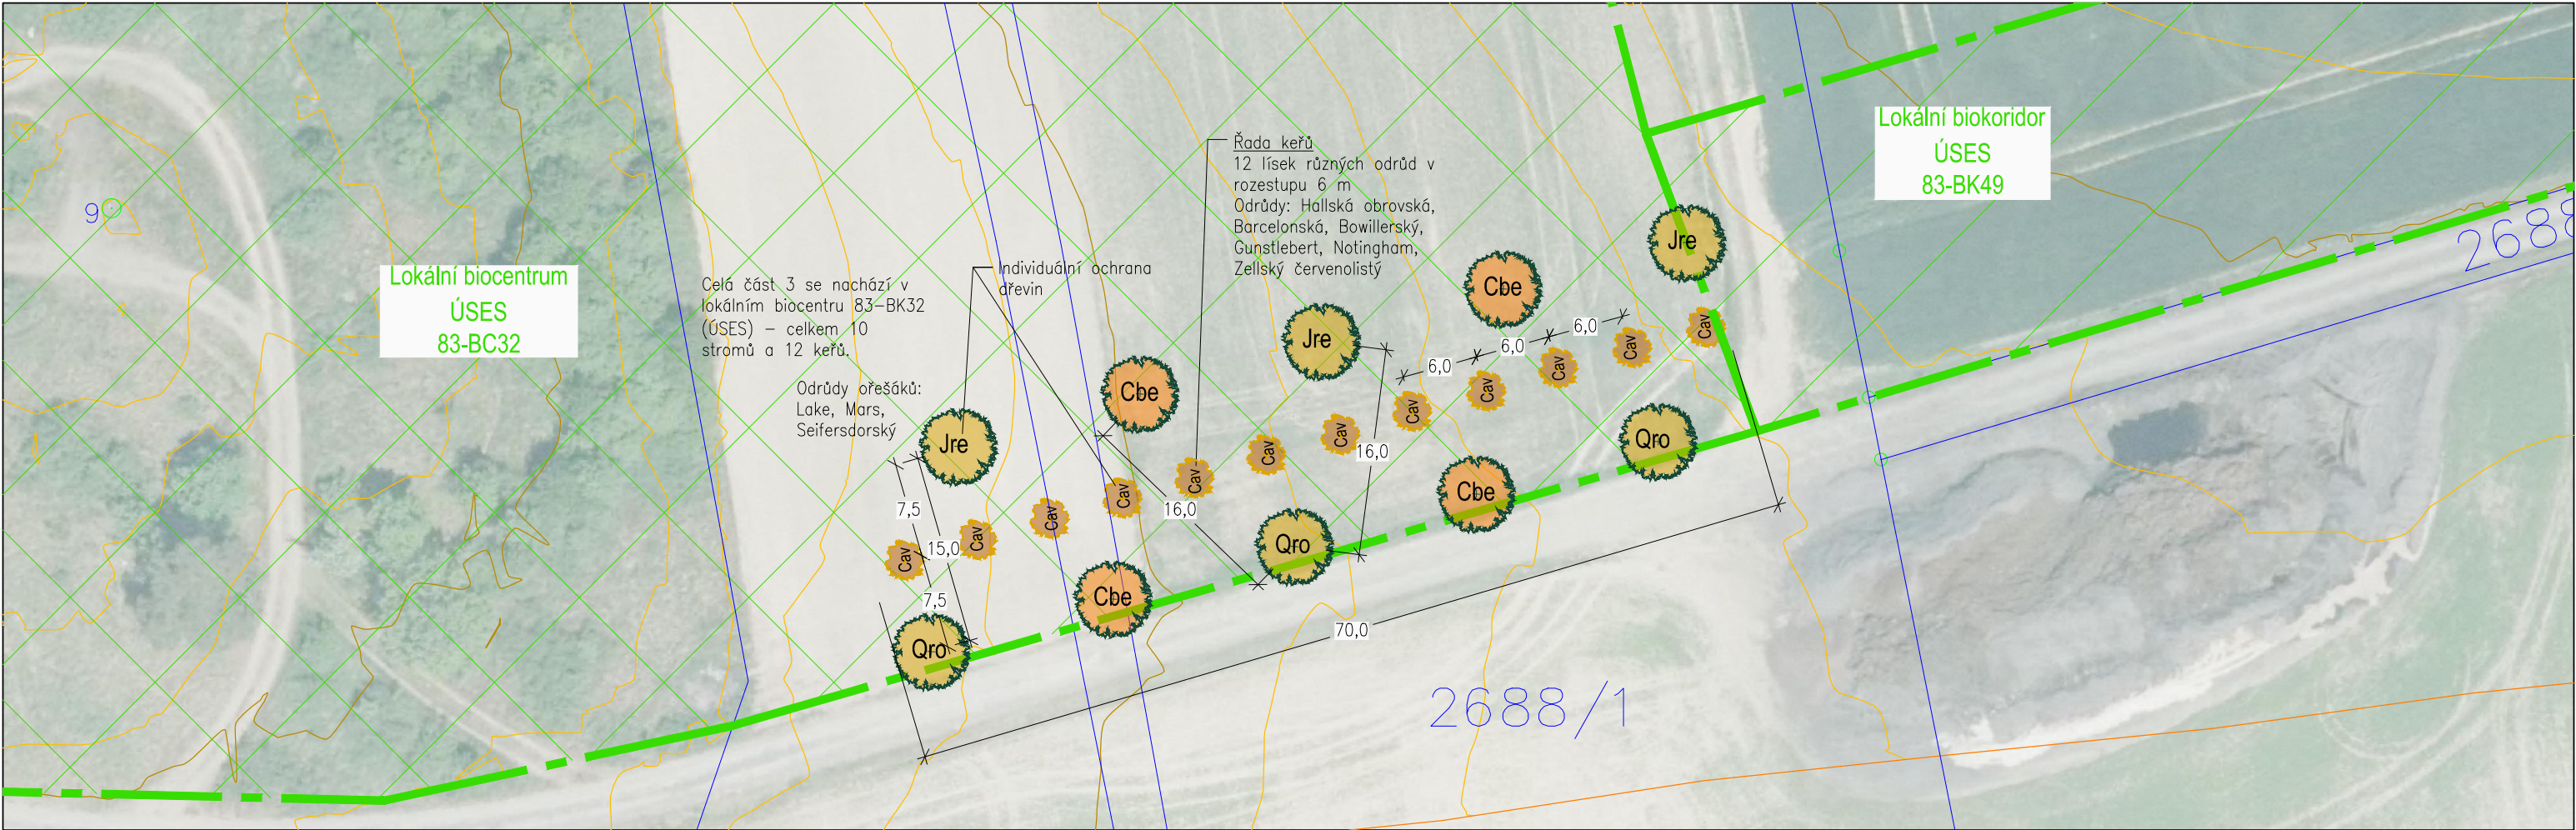 Lokální biokoridor
ÚSES
83-BK49
2688
Řada keřů
12 lísek různých odrůd v
rozestupu 6 m
Odrůdy: Hallská obrovská,
Barcelonská, Bowillerský,
Gunstlebert, Notingham,
Zellský červenolistý
9
Lokální biocentrum
ÚSES
83-BC32
Celá část 3 se nachází v
lokálním biocentru 83-BK32
(ÚSES) – celkem 10
stromů a 12 keřů.
Individuální ochrana
dřevin
Odrůdy ořešáků:
Lake, Mars,
Seifersdorský
Jre
Cbe
Jre
Cbe
Jre
Cav
Cav
Cav
Cav
Cav
Cav
Cav
Cav
Cav
Cav
Cav
Cav
Qro
Cbe
Qro
Cbe
Qro
6,0
6,0
6,0
7,5
15,0
7,5
16,0
16,0
70,0
2688/1